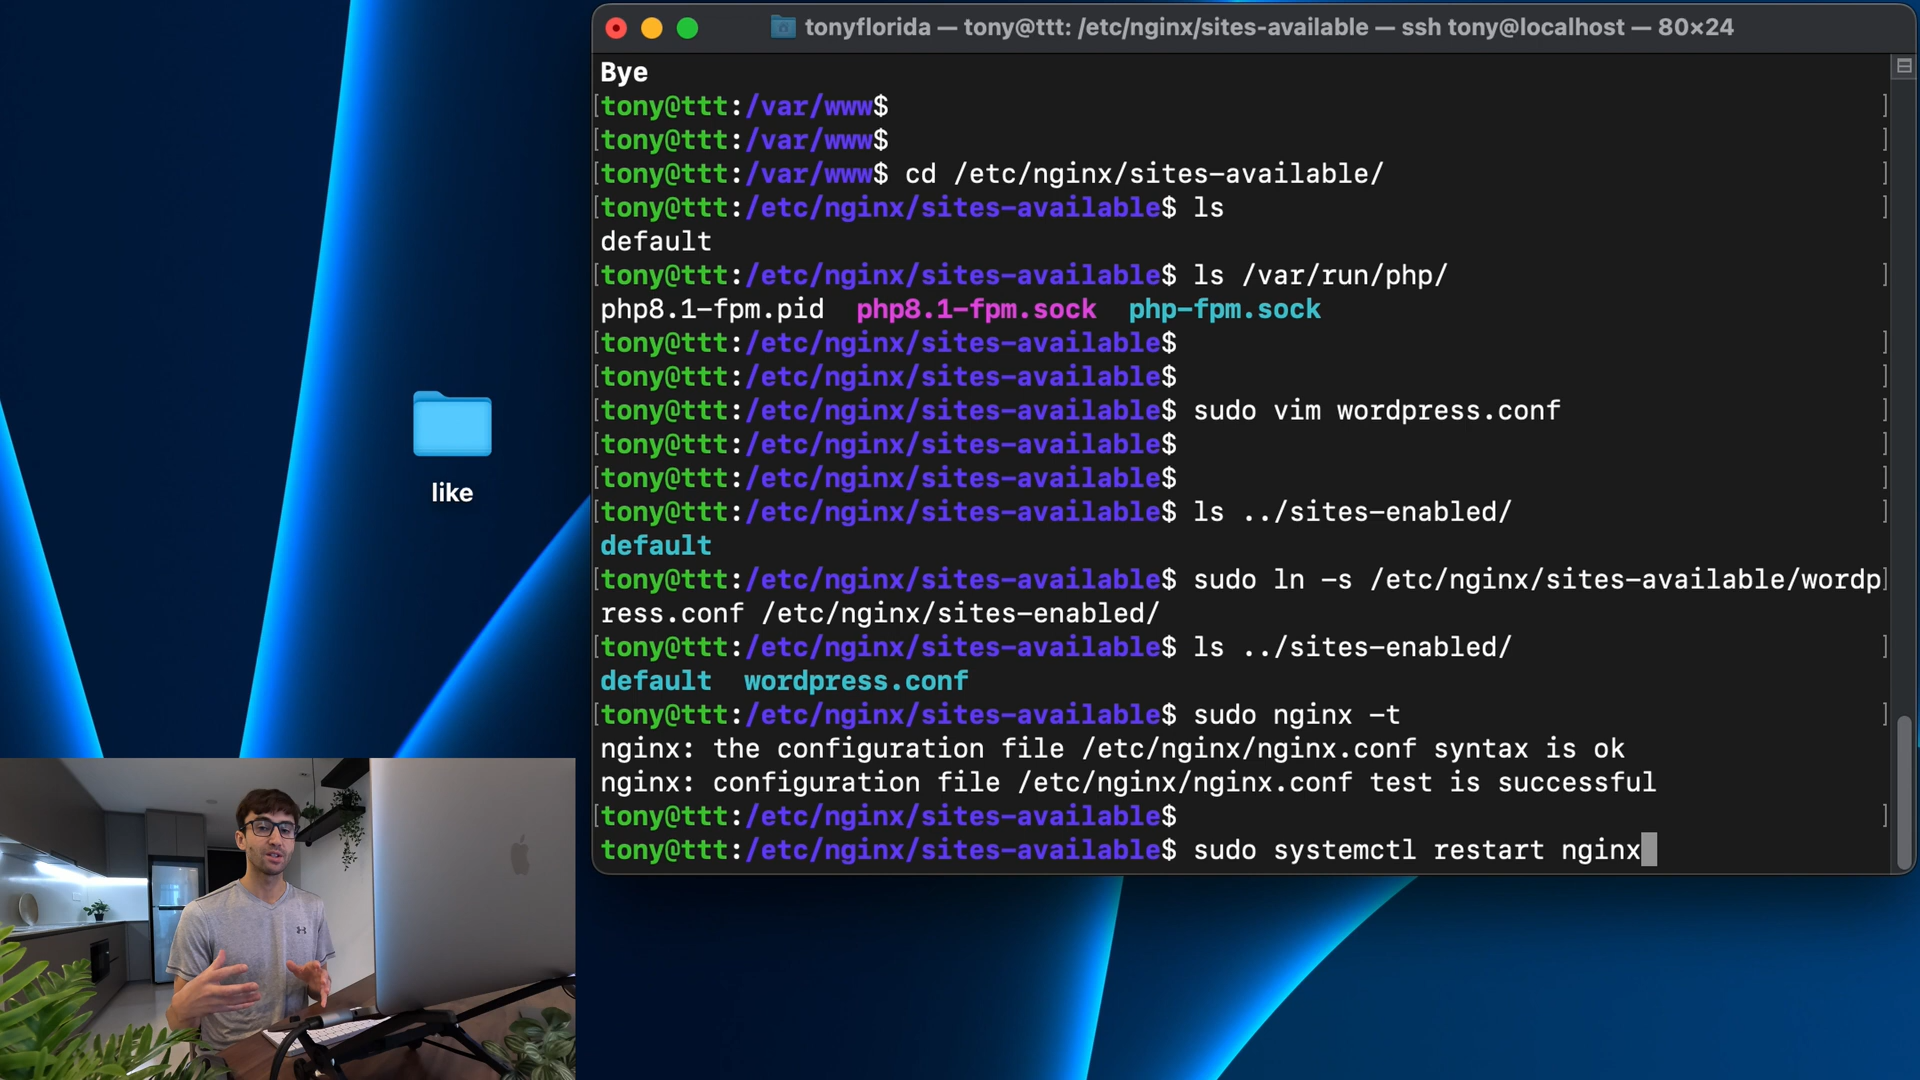 tonyflorida — tony@ttt: /etc/nginx/sites-available — ssh tony@localhost — 80×24
Bye
[tony@ttt:/var/www$ ]
[tony@ttt:/var/www$ ]
[tony@ttt:/var/www$ cd /etc/nginx/sites-available/ ]
[tony@ttt:/etc/nginx/sites-available$ ls ]
default
[tony@ttt:/etc/nginx/sites-available$ ls /var/run/php/ ]
php8.1-fpm.pid  php8.1-fpm.sock  php-fpm.sock
[tony@ttt:/etc/nginx/sites-available$ ]
[tony@ttt:/etc/nginx/sites-available$ ]
[tony@ttt:/etc/nginx/sites-available$ sudo vim wordpress.conf ]
[tony@ttt:/etc/nginx/sites-available$ ]
[tony@ttt:/etc/nginx/sites-available$ ]
[tony@ttt:/etc/nginx/sites-available$ ls ../sites-enabled/ ]
default
[tony@ttt:/etc/nginx/sites-available$ sudo ln -s /etc/nginx/sites-available/wordp]
ress.conf /etc/nginx/sites-enabled/
[tony@ttt:/etc/nginx/sites-available$ ls ../sites-enabled/ ]
default  wordpress.conf
[tony@ttt:/etc/nginx/sites-available$ sudo nginx -t ]
nginx: the configuration file /etc/nginx/nginx.conf syntax is ok
nginx: configuration file /etc/nginx/nginx.conf test is successful
[tony@ttt:/etc/nginx/sites-available$ ]
tony@ttt:/etc/nginx/sites-available$ sudo systemctl restart nginx
like